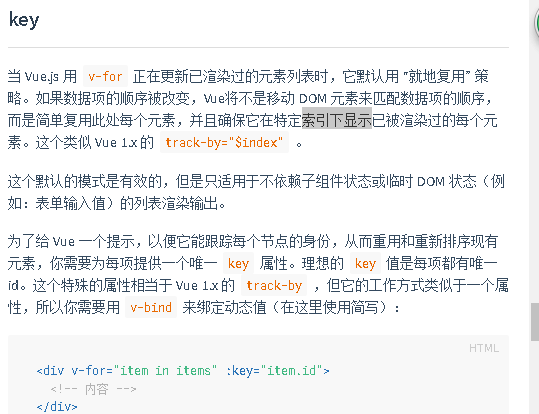 key
当 Vue.js 用 v-for 正在更新已渲染过的元素列表时，它默认用 “就地复用” 策
略。如果数据项的顺序被改变，Vue将不是移动 DOM 元素来匹配数据项的顺序，
而是简单复用此处每个元素，并且确保它在特定索引下显示已被渲染过的每个元
素。这个类似 Vue 1.x 的 track-by="$index" 。
这个默认的模式是有效的，但是只适用于不依赖子组件状态或临时 DOM 状态（例
如：表单输入值）的列表渲染输出。
为了给 Vue 一个提示，以便它能跟踪每个节点的身份，从而重用和重新排序现有
元素，你需要为每项提供一个唯一 key 属性。理想的 key 值是每项都有唯一
id。这个特殊的属性相当于 Vue 1.x 的 track-by ，但它的工作方式类似于一个属
性，所以你需要用 v-bind 来绑定动态值（在这里使用简写）:
HTML
<div v-for="item in items" :key="item.id">
<!-- 内容 -->
</div>